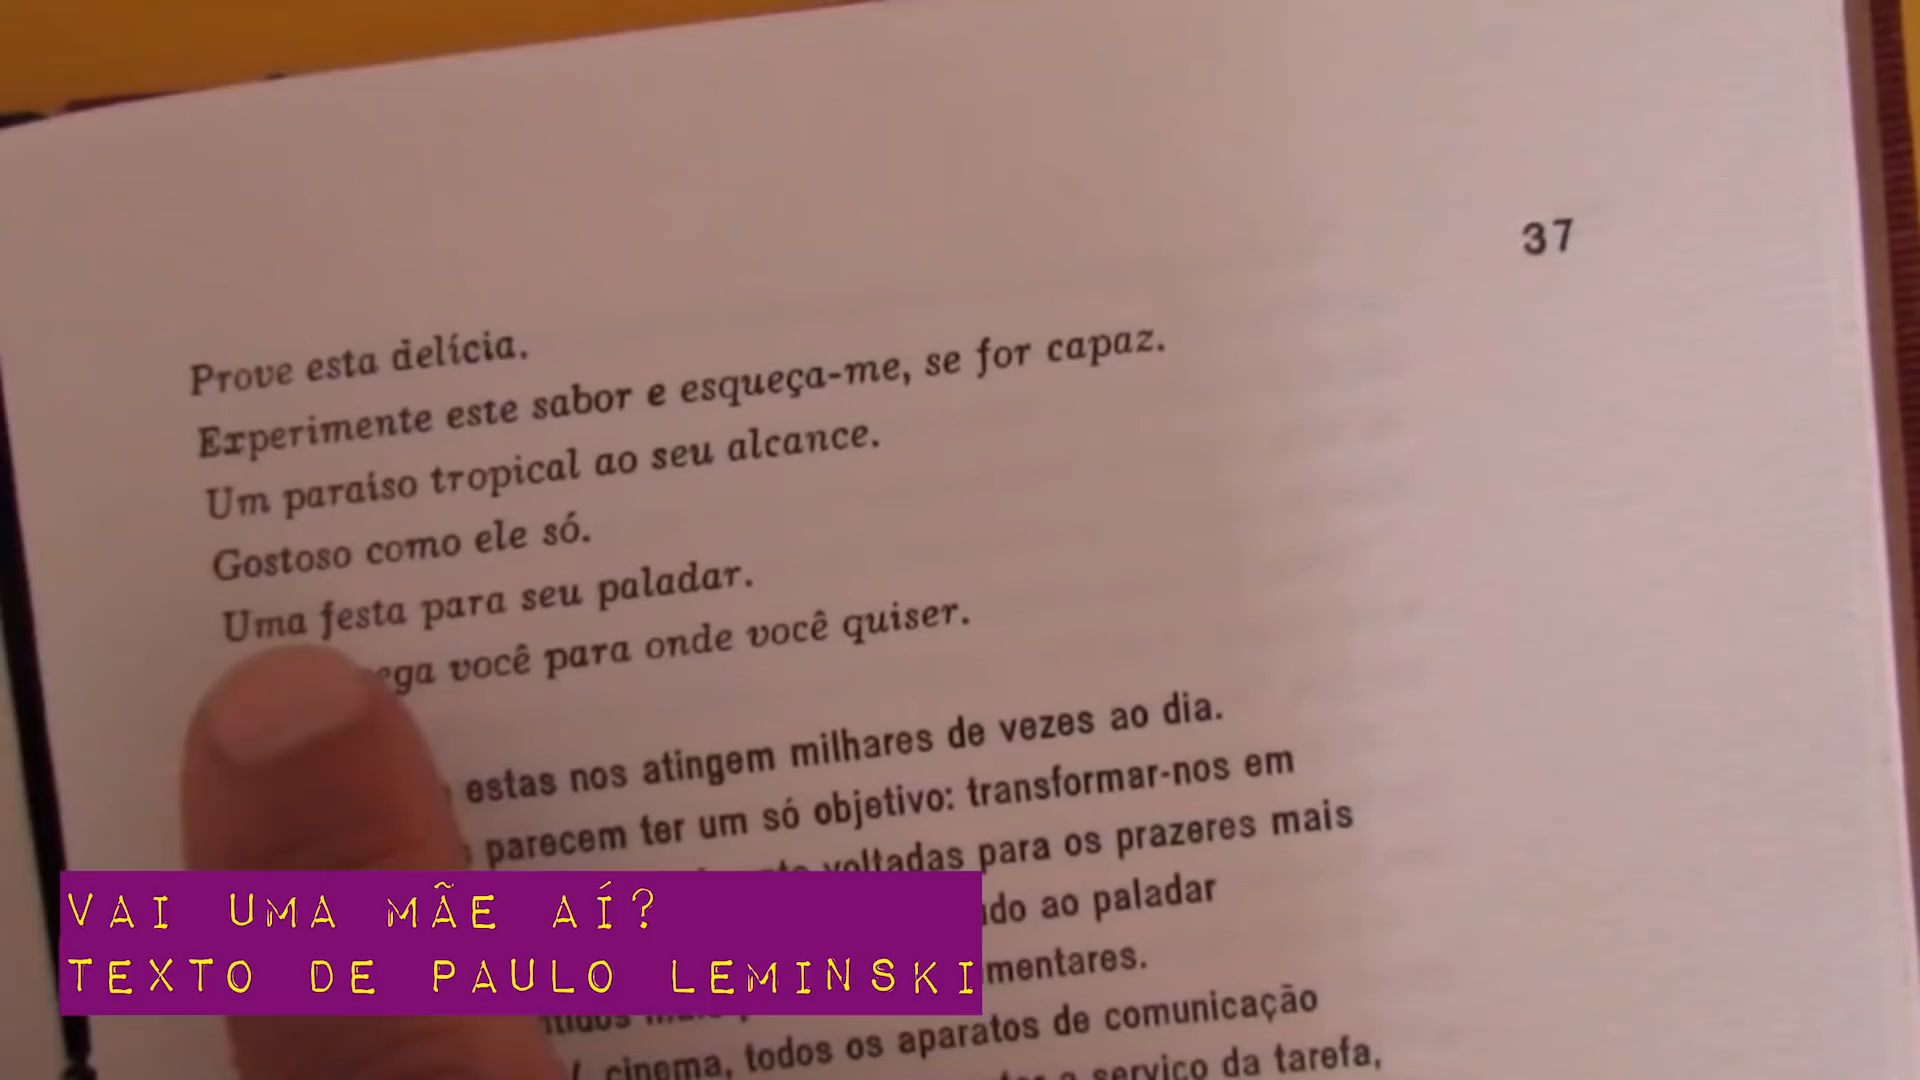 37
Prove esta delícia.
Experimente este sabor e esqueça-me, se for capaz.
Um paraíso tropical ao seu alcance.
Gostoso como ele só.
Uma festa para seu paladar.
você para onde você quiser.
estas nos atingem milhares de vezes ao dia.
parecem ter um só objetivo: transformar-nos em
voltadas para os prazeres mais
ao paladar
VAI UMA MÃE AÍ?
TEXTO DE PAULO LEMINSKI
cinema, todos os aparatos de comunicação
serviço da tarefa,